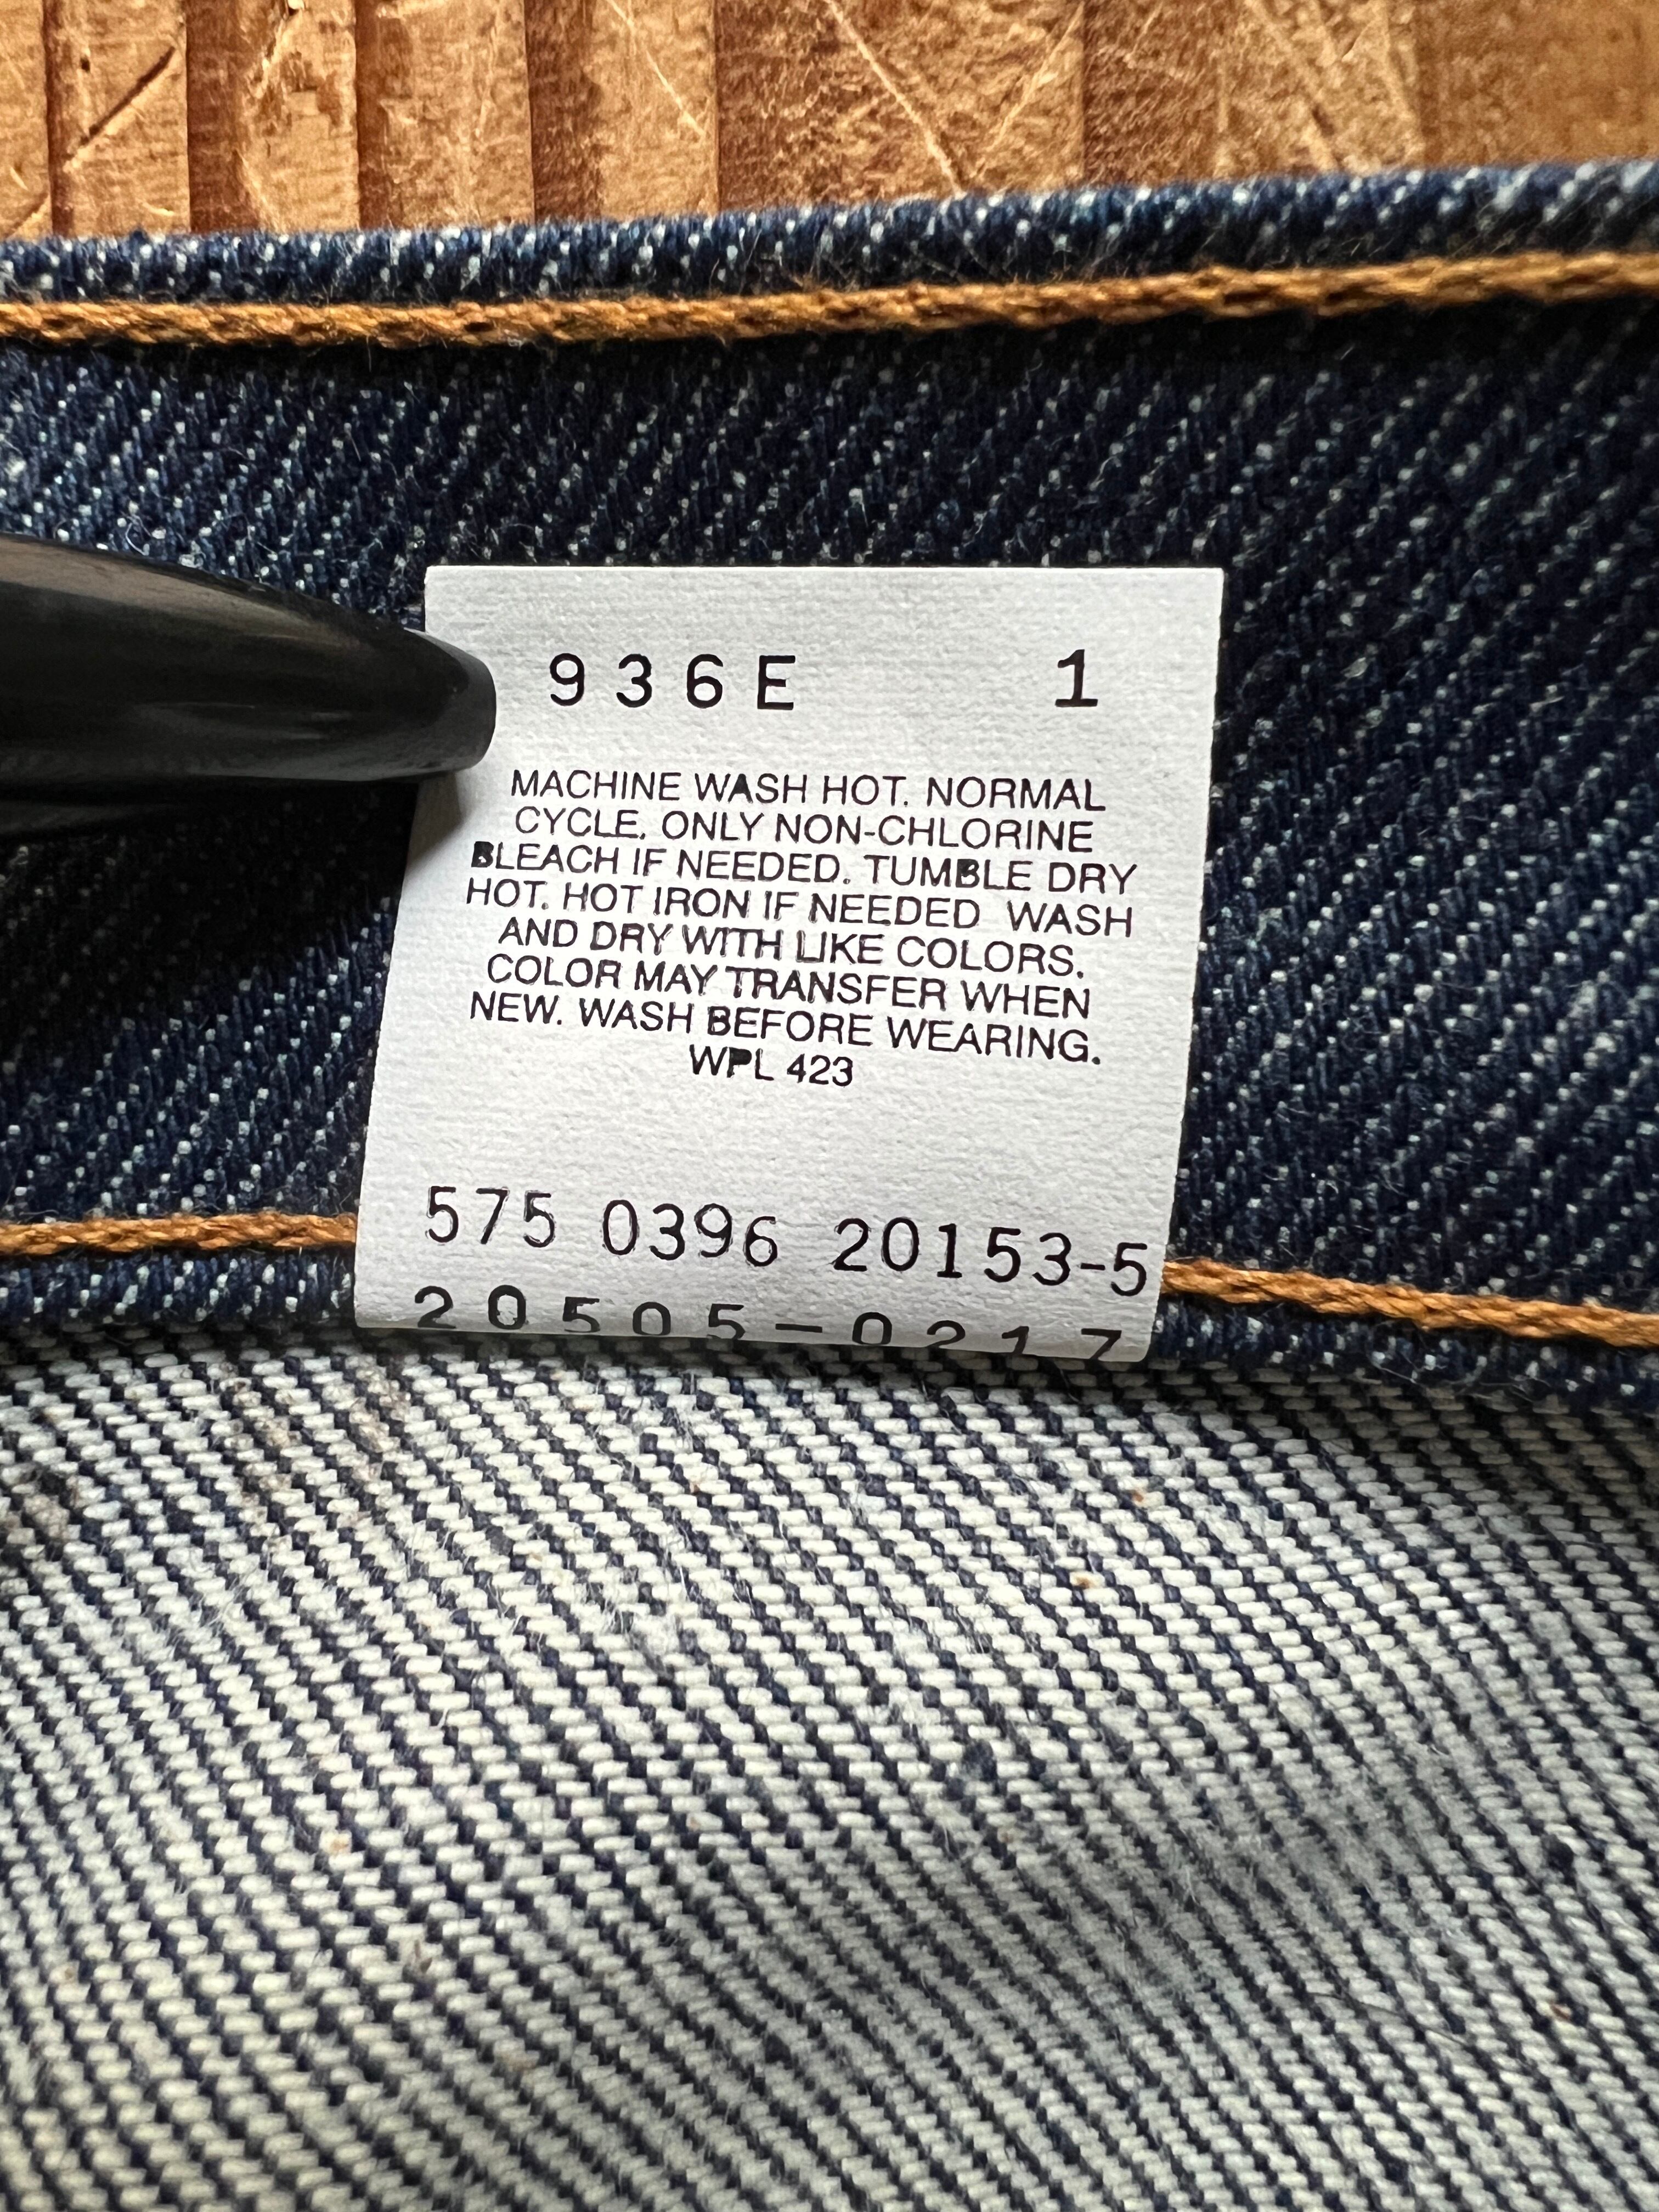 936E 1
MACHINE WASH HOT. NORMAL
CYCLE. ONLY NON-CHLORINE
BLEACH IF NEEDED. TUMBLE DRY
HOT. HOT IRON IF NEEDED WASH
AND DRY WITH LIKE COLORS.
COLOR MAY TRANSFER WHEN
NEW. WASH BEFORE WEARING.
WPL 423
575 0396 20153-5
20505-0217